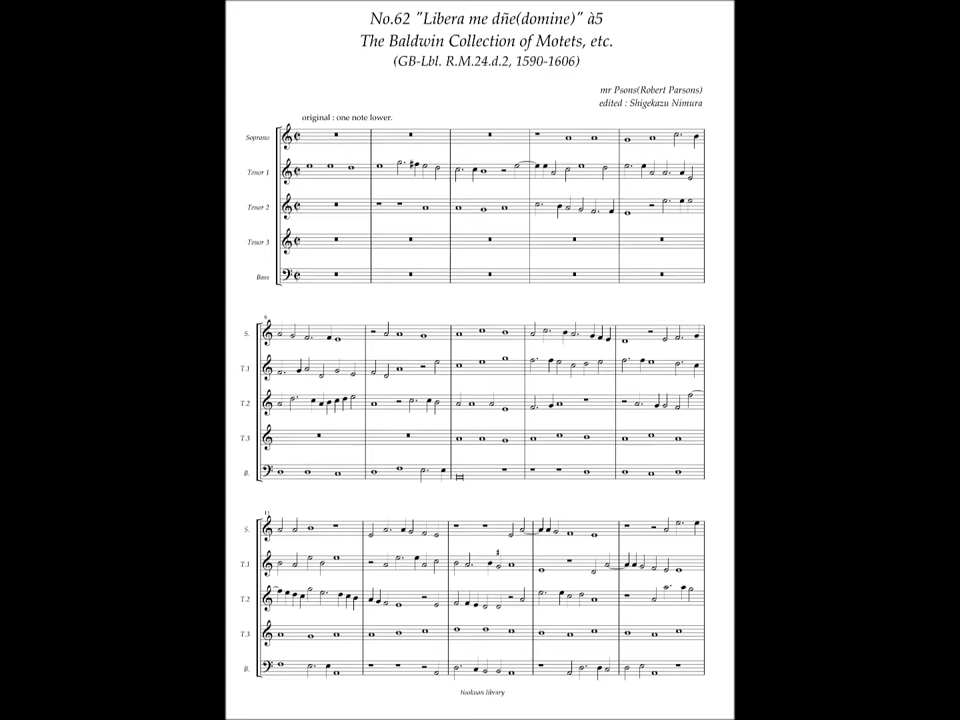 No.62 "Libera me dñe(domine)" à5
The Baldwin Collection of Motets, etc.
(GB-Lbl. R.M.24.d.2, 1590-1606)
mr Psons(Robert Parsons)
edited : Shigekazu Nimura
original : one note lower.
Soprano
Tenor 1
Tenor 2
Tenor 3
Bass
6
S.
T.1
T.2
T.3
B.
11
S.
T.1
T.2
T.3
B.